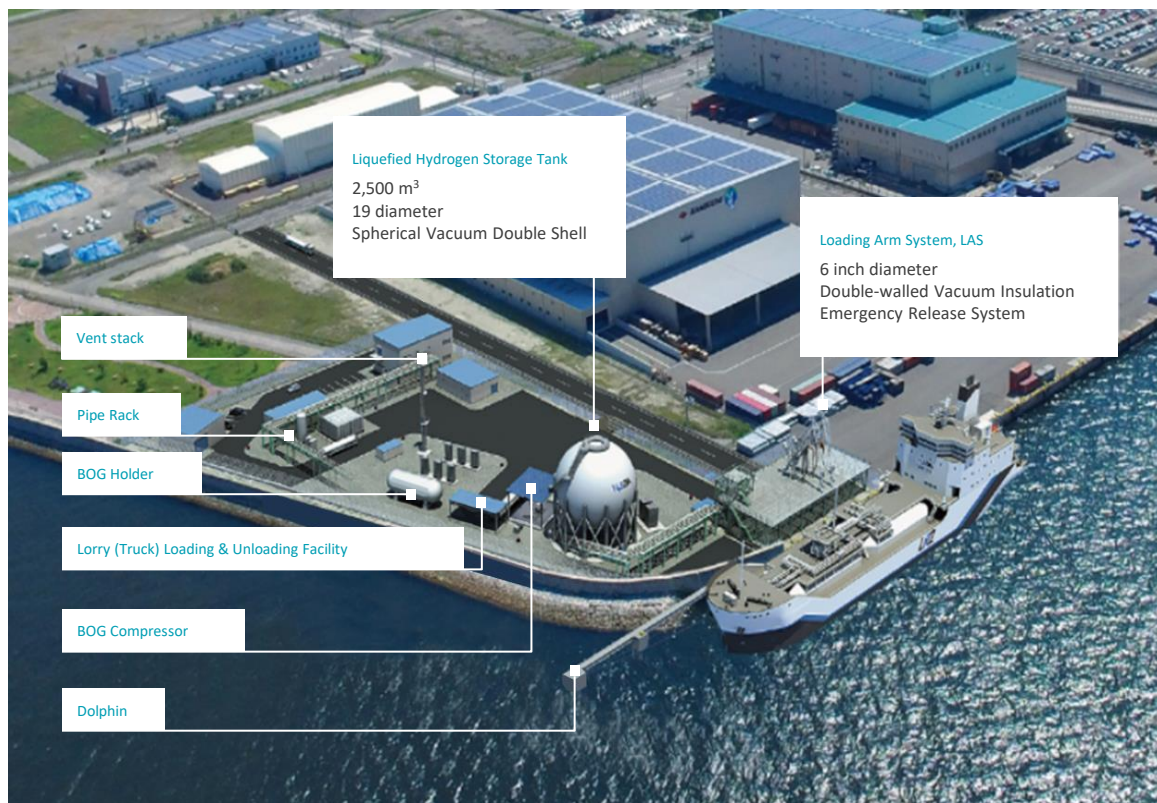 Liquefied Hydrogen Storage Tank
2,500 m³
19 diameter
Spherical Vacuum Double Shell
Loading Arm System, LAS
6 inch diameter
Double-walled Vacuum Insulation
Emergency Release System
Vent stack
Pipe Rack
BOG Holder
Lorry (Truck) Loading & Unloading Facility
BOG Compressor
Dolphin